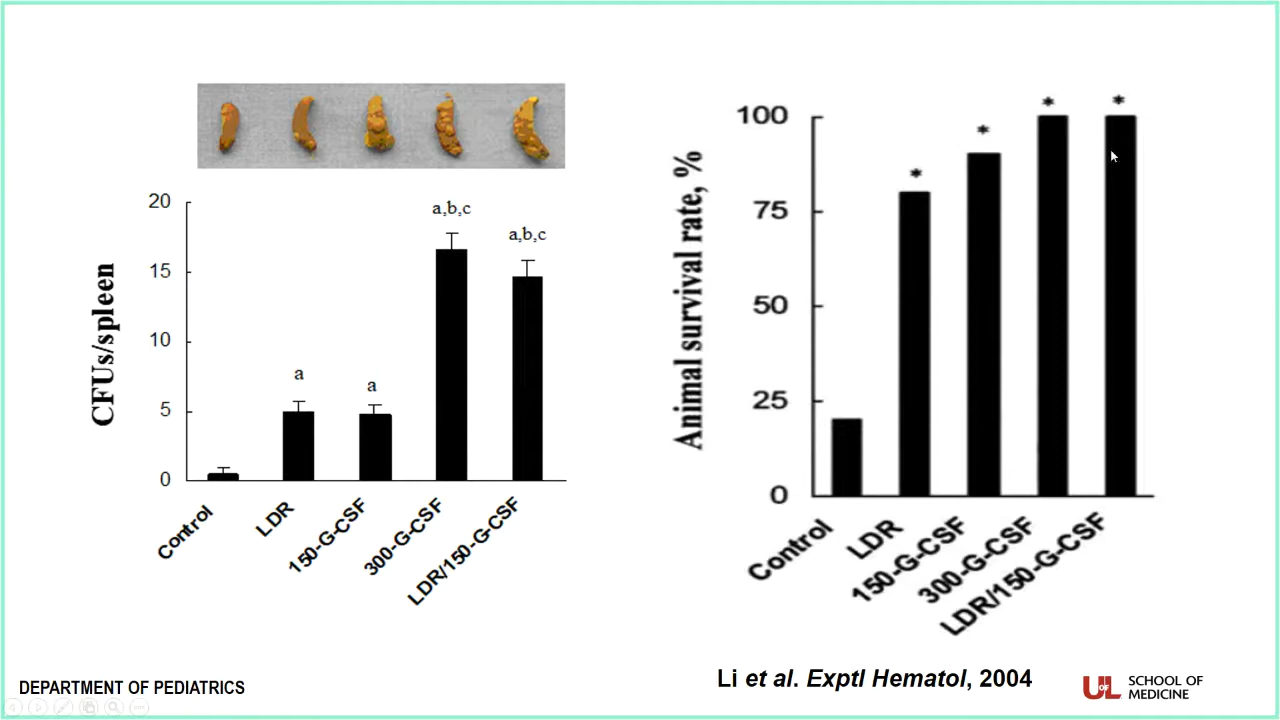 20
15
10
5
0
CFUs/spleen
a
a
a,b,c
a,b,c
Control
LDR
150-G-CSF
300-G-CSF
LDR/150-G-CSF
100
75
50
25
0
Animal survival rate, %
*
*
*
*
Control
LDR
150-G-CSF
300-G-CSF
LDR/150-G-CSF
Li et al. Exptl Hematol, 2004
DEPARTMENT OF PEDIATRICS
UofL SCHOOL OF
MEDICINE